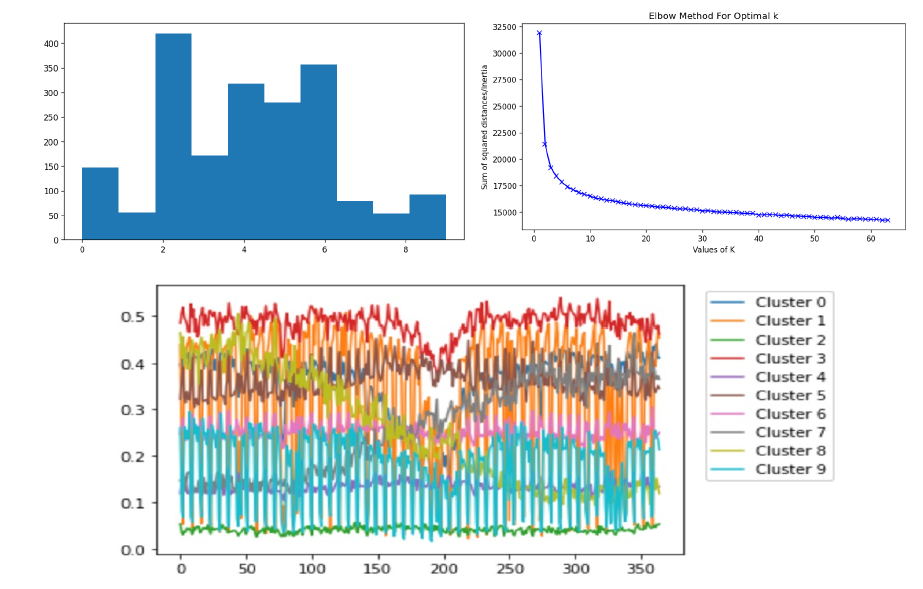 400
350
300
250
200
150
100
50
0
0 2 4 6 8
Elbow Method For Optimal k
Sum of squared distances/Inertia
32500
30000
27500
25000
22500
20000
17500
15000
0 10 20 30 40 50 60
Values of K
0.5
0.4
0.3
0.2
0.1
0.0
0 50 100 150 200 250 300 350
Cluster 0
Cluster 1
Cluster 2
Cluster 3
Cluster 4
Cluster 5
Cluster 6
Cluster 7
Cluster 8
Cluster 9